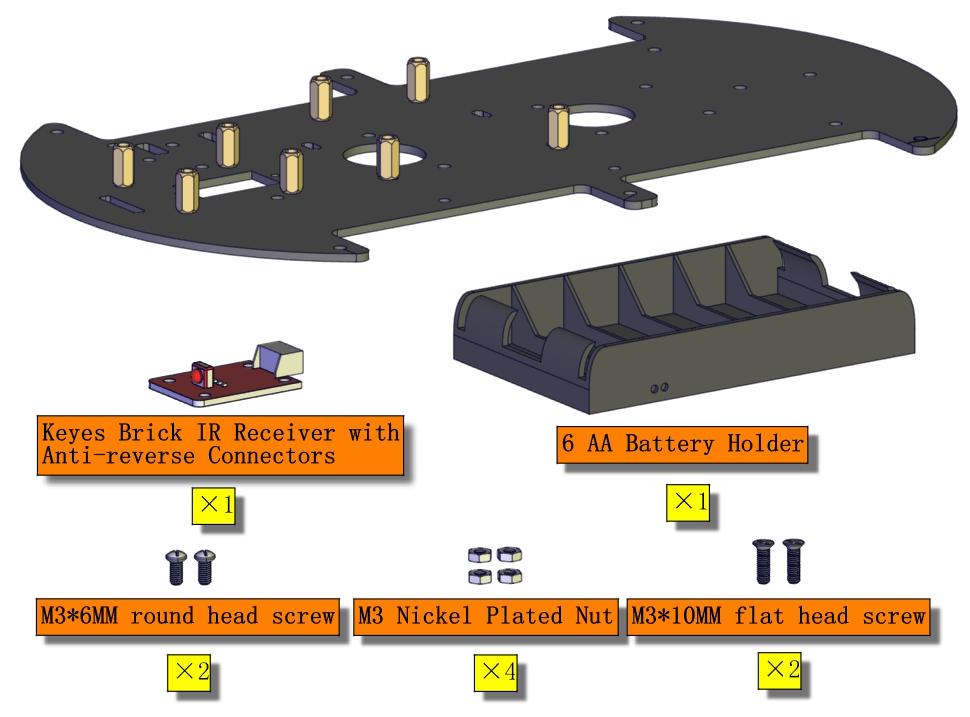 Keyes Brick IR Receiver with
Anti-reverse Connectors
×1
6 AA Battery Holder
×1
M3*6MM round head screw
×2
M3 Nickel Plated Nut
×4
M3*10MM flat head screw
×2